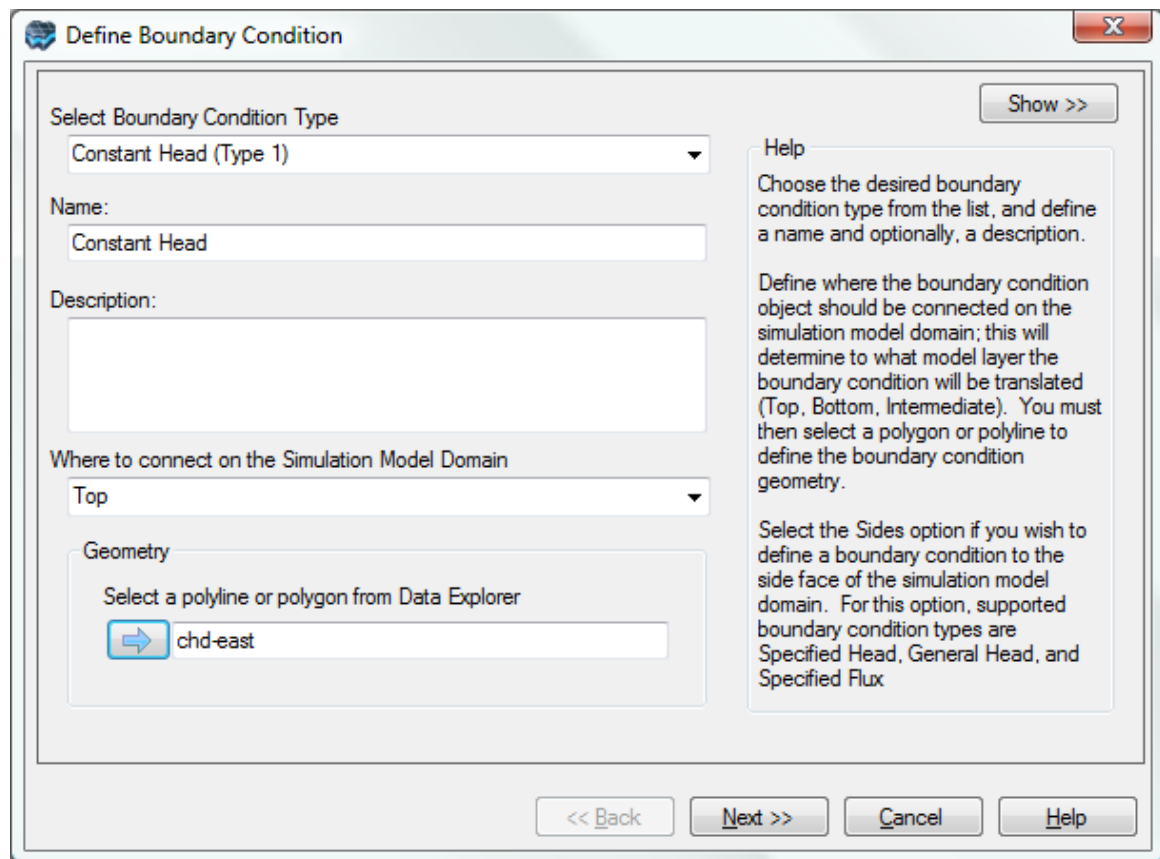 Define Boundary Condition
Show >>
Select Boundary Condition Type
Constant Head (Type 1)
Name:
Constant Head
Description:
Where to connect on the Simulation Model Domain
Top
Geometry
Select a polyline or polygon from Data Explorer
chd-east
Help
Choose the desired boundary
condition type from the list, and define
a name and optionally, a description.
Define where the boundary condition
object should be connected on the
simulation model domain; this will
determine to what model layer the
boundary condition will be translated
(Top, Bottom, Intermediate). You must
then select a polygon or polyline to
define the boundary condition
geometry.
Select the Sides option if you wish to
define a boundary condition to the
side face of the simulation model
domain. For this option, supported
boundary condition types are
Specified Head, General Head, and
Specified Flux
<< Back
Next >>
Cancel
Help